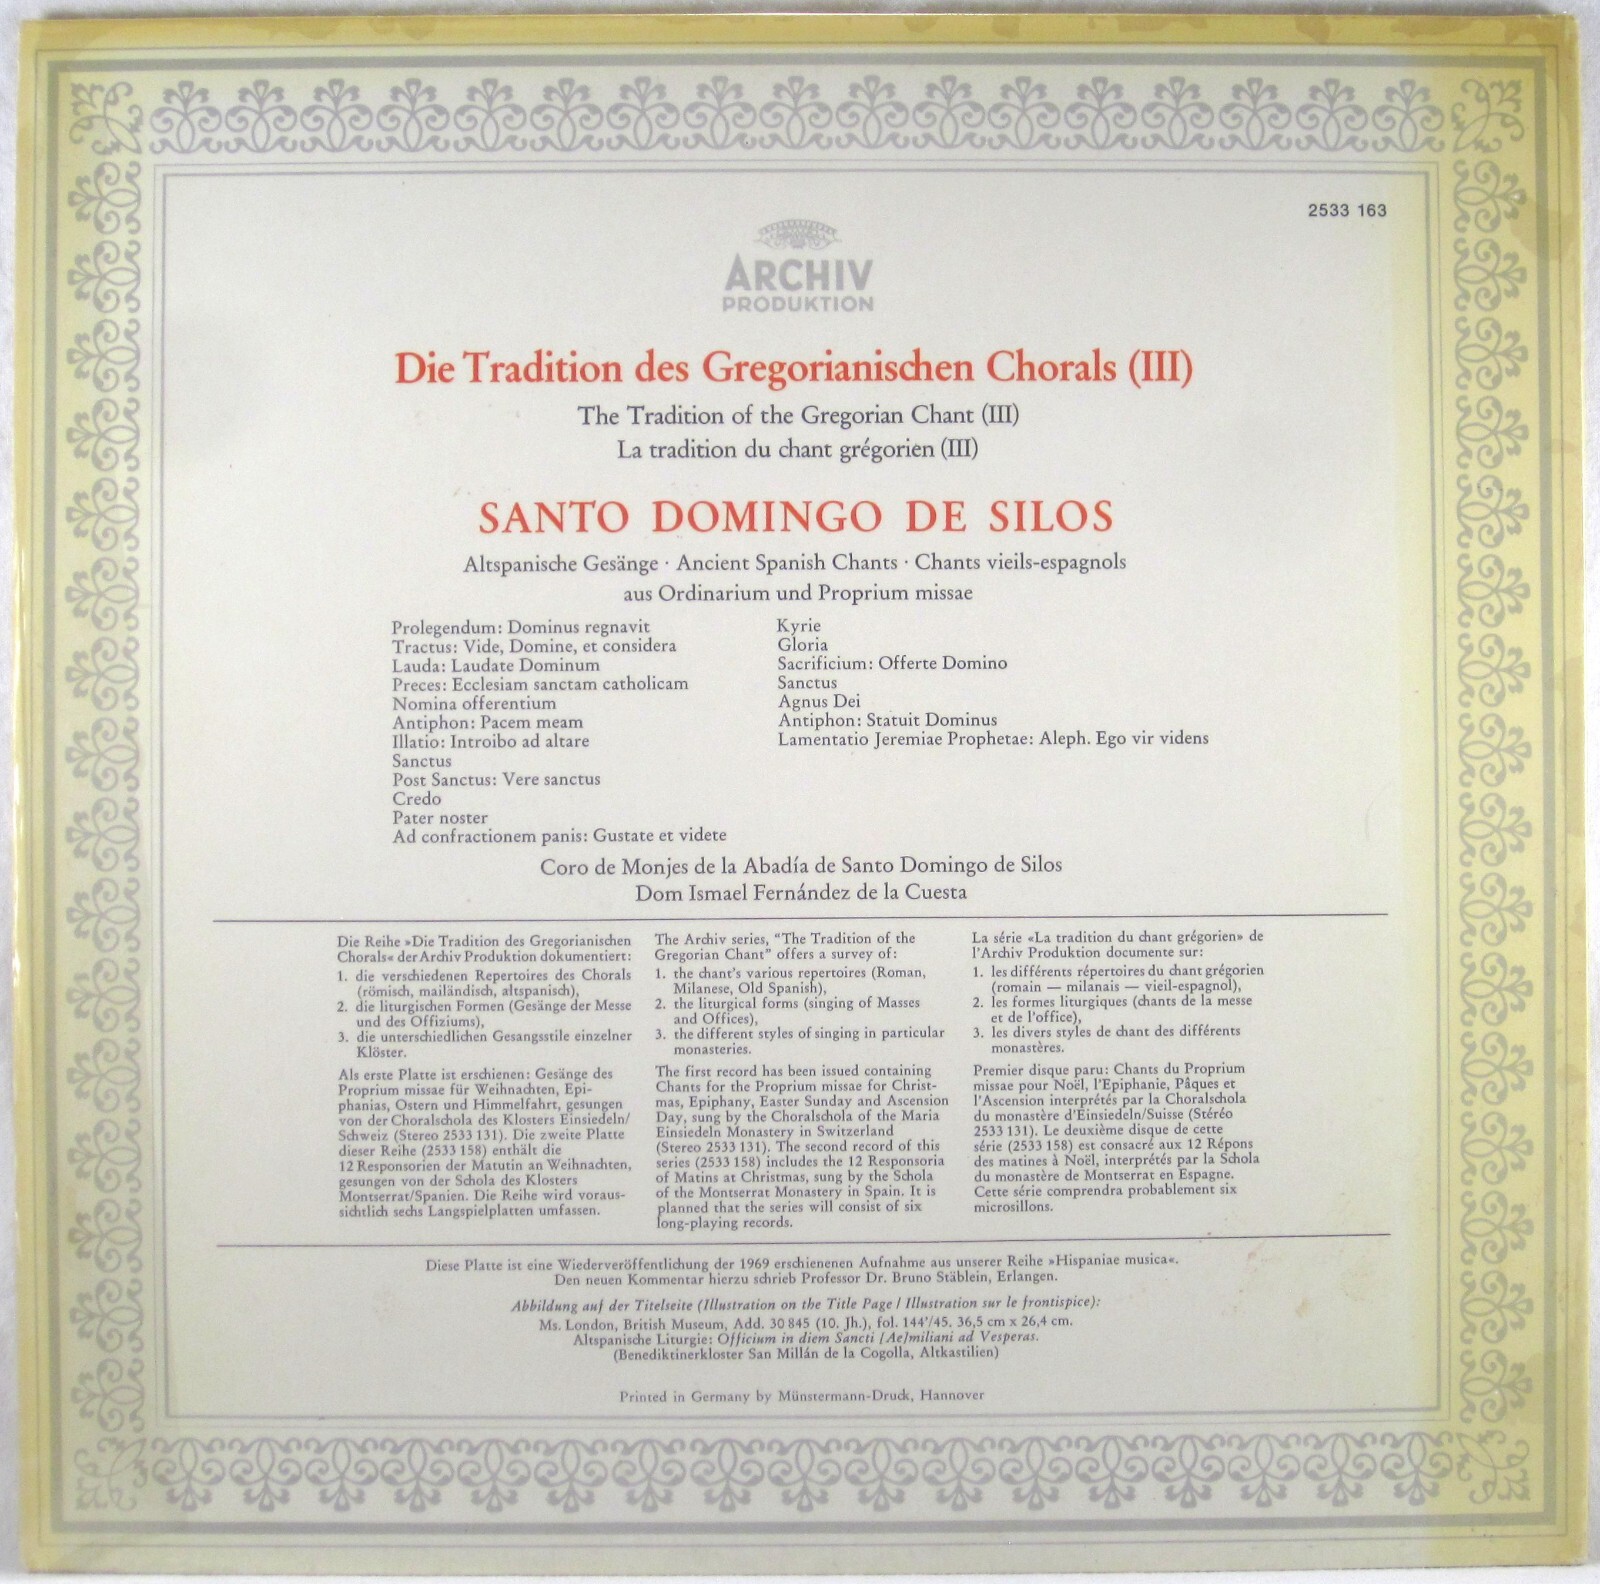 2533 163
ARCHIV
PRODUKTION
Die Tradition des Gregorianischen Chorals (III)
The Tradition of the Gregorian Chant (III)
La tradition du chant grégorien (III)
SANTO DOMINGO DE SILOS
Altspanische Gesänge · Ancient Spanish Chants · Chants vieils-espagnols
aus Ordinarium und Proprium missae
Prolegendum: Dominus regnavit
Tractus: Vide, Domine, et considera
Lauda: Laudate Dominum
Preces: Ecclesiam sanctam catholicam
Nomina offerentium
Antiphon: Pacem meam
Illatio: Introibo ad altare
Sanctus
Post Sanctus: Vere sanctus
Credo
Pater noster
Ad confractionem panis: Gustate et videte
Kyrie
Gloria
Sacrificium: Offerte Domino
Sanctus
Agnus Dei
Antiphon: Statuit Dominus
Lamentatio Jeremiae Prophetae: Aleph. Ego vir videns
Coro de Monjes de la Abadía de Santo Domingo de Silos
Dom Ismael Fernández de la Cuesta
Die Reihe »Die Tradition des Gregorianischen
Chorals« der Archiv Produktion dokumentiert:
1. die verschiedenen Repertoires des Chorals
(römisch, mailändisch, altspanisch),
2. die liturgischen Formen (Gesänge der Messe
und des Offiziums),
3. die unterschiedlichen Gesangsstile einzelner
Klöster.
Als erste Platte ist erschienen: Gesänge des
Proprium missae für Weihnachten, Epi-
phanias, Ostern und Himmelfahrt, gesungen
von der Choralschola des Klosters Einsiedeln/
Schweiz (Stereo 2533 131). Die zweite Platte
dieser Reihe (2533 158) enthält die
12 Responsorien der Matutin an Weihnachten,
gesungen von der Schola des Klosters
Montserrat/Spanien. Die Reihe wird voraus-
sichtlich sechs Langspielplatten umfassen.
The Archiv series, "The Tradition of the
Gregorian Chant" offers a survey of:
1. the chant's various repertoires (Roman,
Milanese, Old Spanish),
2. the liturgical forms (singing of Masses
and Offices),
3. the different styles of singing in particular
monasteries.
The first record has been issued containing
Chants for the Proprium missae for Christ-
mas, Epiphany, Easter Sunday and Ascension
Day, sung by the Choralschola of the Maria
Einsiedeln Monastery in Switzerland
(Stereo 2533 131). The second record of this
series (2533 158) includes the 12 Responsoria
of Matins at Christmas, sung by the Schola
of the Montserrat Monastery in Spain. It is
planned that the series will consist of six
long-playing records.
La série «La tradition du chant grégorien» de
l'Archiv Produktion documente sur:
1. les différents répertoires du chant grégorien
(romain — milanais — vieil-espagnol),
2. les formes liturgiques (chants de la messe
et de l'office),
3. les divers styles de chant des différents
monastères.
Premier disque paru: Chants du Proprium
missae pour Noël, l'Epiphanie, Pâques et
l'Ascension interprétés par la Choralschola
du monastère d'Einsiedeln/Suisse (Stéréo
2533 131). Le deuxième disque de cette
série (2533 158) est consacré aux 12 Répons
des matines à Noël, interprétés par la Schola
du monastère de Montserrat en Espagne.
Cette série comprendra probablement six
microsillons.
Diese Platte ist eine Wiederveröffentlichung der 1969 erschienenen Aufnahme aus unserer Reihe »Hispaniae musica«.
Den neuen Kommentar hierzu schrieb Professor Dr. Bruno Stäblein, Erlangen.
Abbildung auf der Titelseite (Illustration on the Title Page / Illustration sur le frontispice):
Ms. London, British Museum, Add. 30 845 (10. Jh.), fol. 144'/45. 36,5 cm x 26,4 cm.
Altspanische Liturgie: Officium in diem Sancti [Ae]miliani ad Vesperas.
(Benediktinerkloster San Millán de la Cogolla, Altkastilien)
Printed in Germany by Münstermann-Druck, Hannover